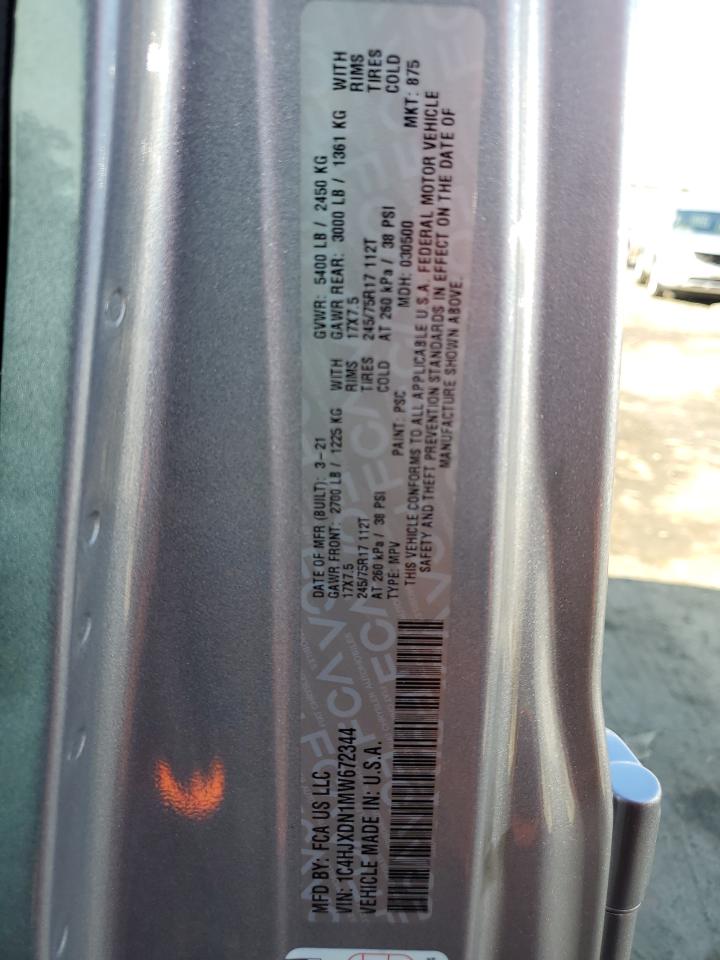 MFD BY: FCA US LLC
VIN: 1C4HJXDN1MW672344
VEHICLE MADE IN: U.S.A.
DATE OF MFR (BUILT): 3-21
GAWR FRONT: 2700 LB / 1225 KG WITH
17X7.5 RIMS
245/75R17 112T TIRES
AT 260 kPa / 38 PSI COLD
GVWR: 5400 LB / 2450 KG
GAWR REAR: 3000 LB / 1361 KG WITH
17X7.5 RIMS
245/75R17 112T TIRES
AT 260 kPa / 38 PSI COLD
TYPE: MPV PAINT: PSC MDH: 030500 MKT: 875
THIS VEHICLE CONFORMS TO ALL APPLICABLE U.S.A. FEDERAL MOTOR VEHICLE
SAFETY AND THEFT PREVENTION STANDARDS IN EFFECT ON THE DATE OF
MANUFACTURE SHOWN ABOVE.
FCA